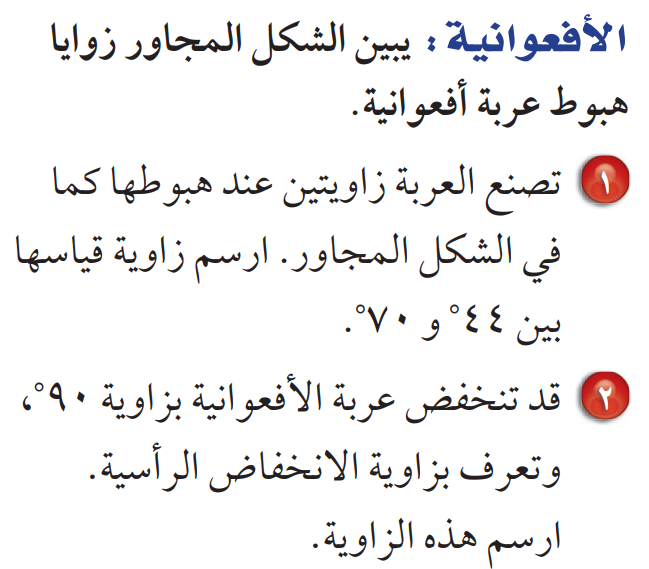 الأفعوانية : يبين الشكل المجاور زوايا
هبوط عربة أفعوانية.
١ تصنع العربة زاويتين عند هبوطها كما
في الشكل المجاور. ارسم زاوية قياسها
بين ٤٤° و ٧٠°.
٢ قد تنخفض عربة الأفعوانية بزاوية ٩٠°،
وتعرف بزاوية الانخفاض الرأسية.
ارسم هذه الزاوية.